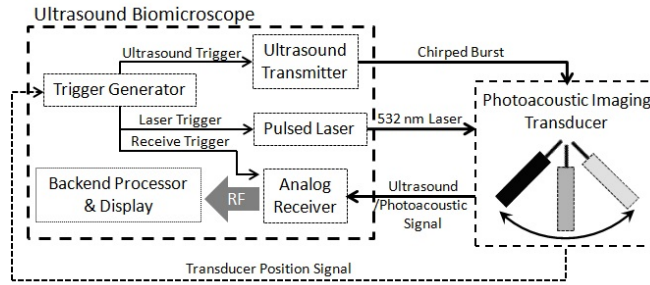 Ultrasound Biomicroscope
Ultrasound Trigger
Ultrasound
Transmitter
Chirped Burst
Trigger Generator
Laser Trigger
Pulsed Laser
532 nm Laser
Receive Trigger
Photoacoustic Imaging
Transducer
Backend Processor
& Display
RF
Analog
Receiver
Ultrasound
/Photoacoustic
Signal
Transducer Position Signal